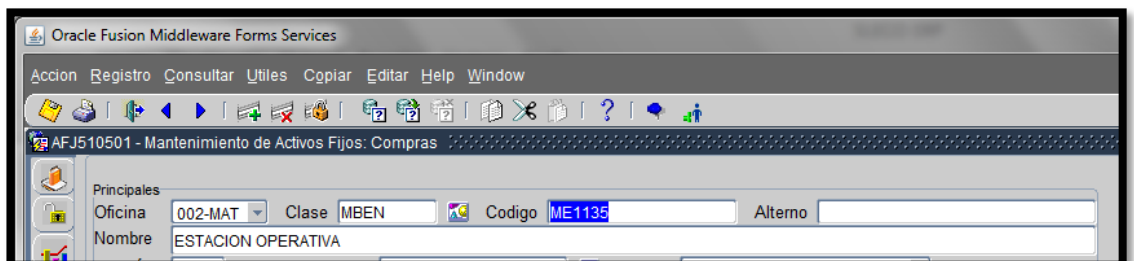 Oracle Fusion Middleware Forms Services
Accion Registro Consultar Utiles Copiar Editar Help Window
AFJ510501 - Mantenimiento de Activos Fijos: Compras
Principales
Oficina 002-MAT Clase MBEN Codigo ME1135 Alterno
Nombre ESTACION OPERATIVA